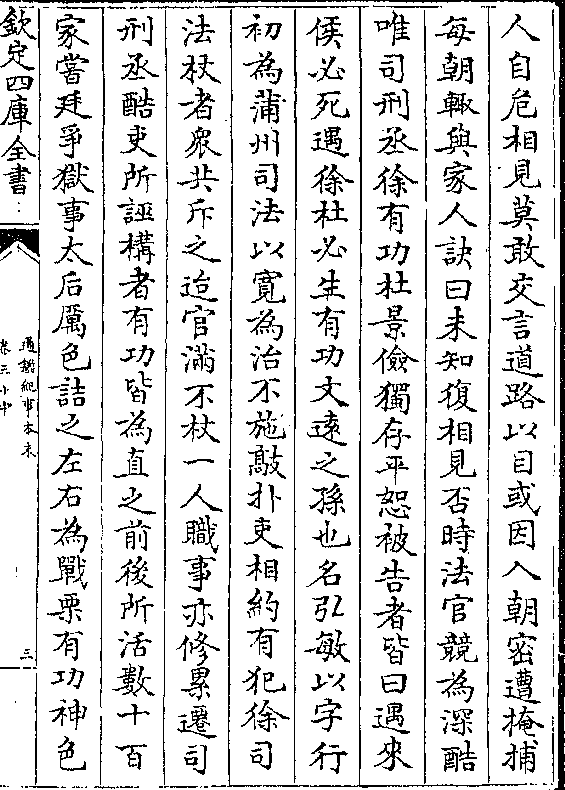 人自危相見莫敢交言道路以目或因入朝密遭掩捕
每朝輙與家人訣曰未知復相見否時法官競為深酷
唯司刑丞徐有功杜景儉獨存平恕被告者皆曰遇來
侯必死遇徐杜必生有功文遠之孫也名弘敏以字行
初為蒲州司法以寛為治不施敲扑吏相約有犯徐司
法杖者衆共斥之迨官滿不杖一人職事亦修累遷司
刑丞酷吏所誣構者有功皆為直之前後所活數十百
家嘗廷爭獄事太后厲色詰之左右為戰栗有功神色
欽定四庫全書
通鑑紀事本末
卷三十中
三